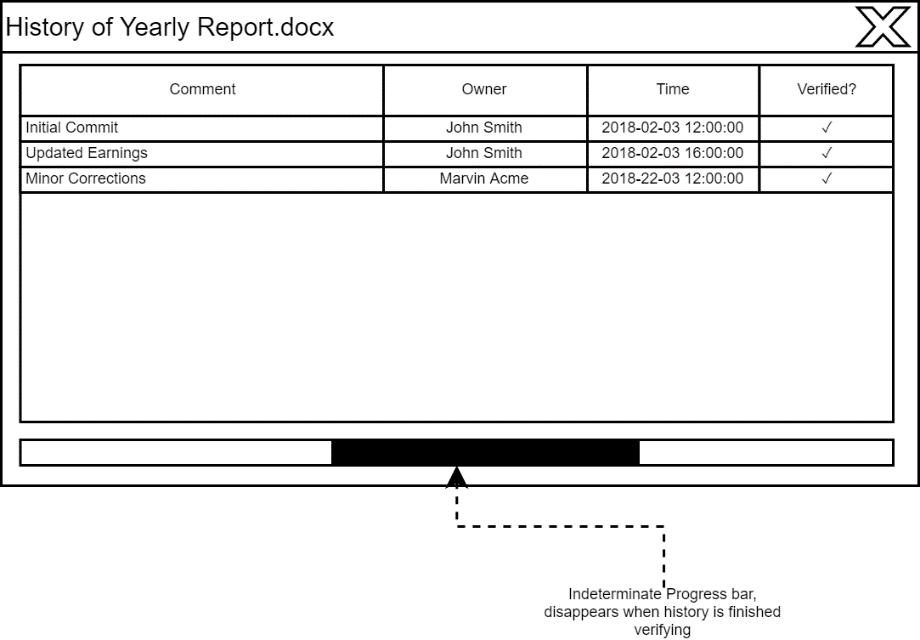 History of Yearly Report.docx
Comment Owner Time Verified?
Initial Commit John Smith 2018-02-03 12:00:00 ✓
Updated Earnings John Smith 2018-02-03 16:00:00 ✓
Minor Corrections Marvin Acme 2018-22-03 12:00:00 ✓
Indeterminate Progress bar,
disappears when history is finished
verifying